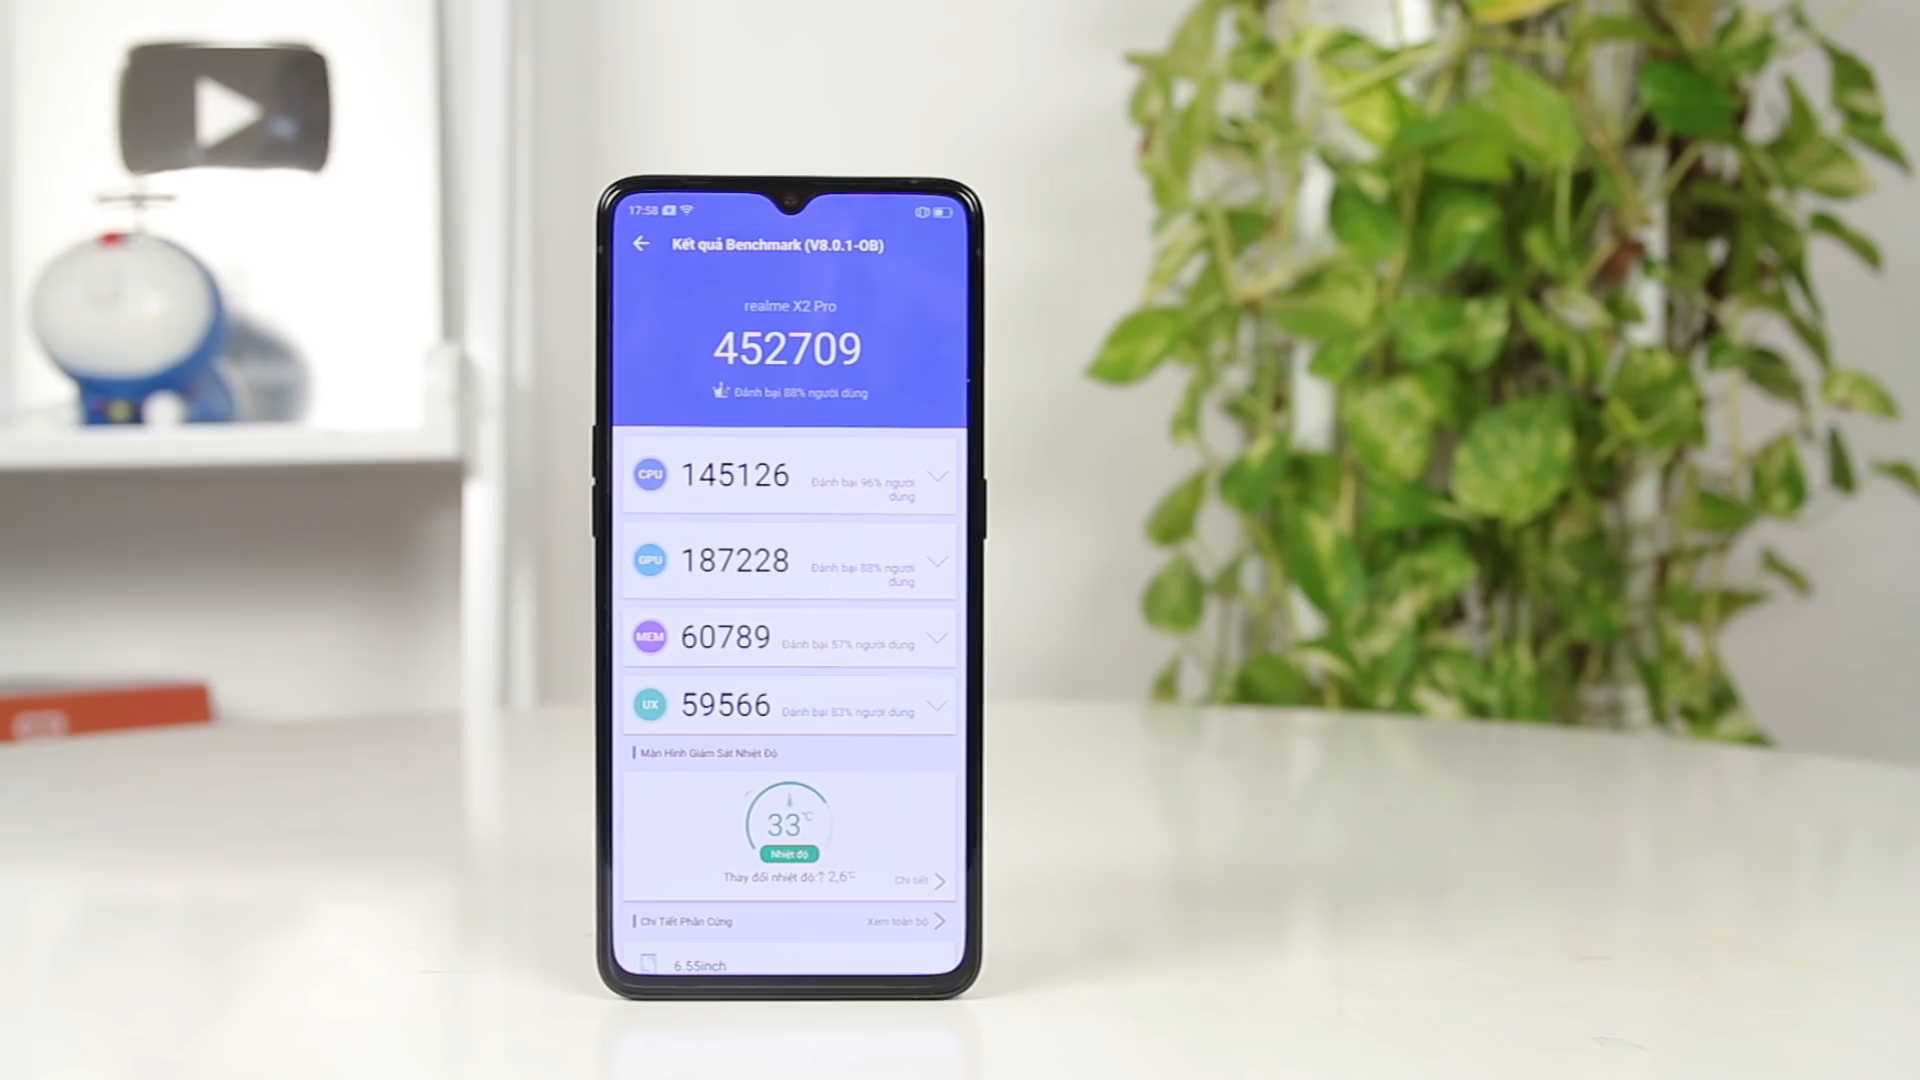 17:58
Kết quả Benchmark (V8.0.1-OB)
realme X2 Pro
452709
Đánh bại 88% người dùng
CPU 145126 Đánh bại 96% người
dùng
GPU 187228 Đánh bại 88% người
dùng
MEM 60789 Đánh bại 57% người dùng
UX 59566 Đánh bại 83% người dùng
Màn Hình Giám Sát Nhiệt Độ
33°C
Nhiệt độ
Thay đổi nhiệt độ:↑ 2,6°C
Chi tiết
Chi Tiết Phần Cứng Xem toàn bộ
6.55inch